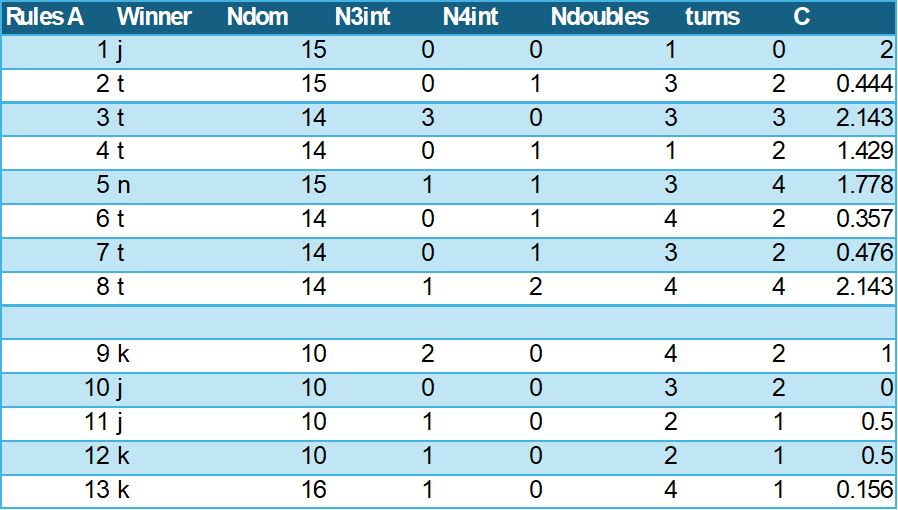 Rules A Winner Ndom N3int N4int Ndoubles turns C
1 j 15 0 0 1 0 2
2 t 15 0 1 3 2 0.444
3 t 14 3 0 3 3 2.143
4 t 14 0 1 1 2 1.429
5 n 15 1 1 3 4 1.778
6 t 14 0 1 4 2 0.357
7 t 14 0 1 3 2 0.476
8 t 14 1 2 4 4 2.143
9 k 10 2 0 4 2 1
10 j 10 0 0 3 2 0
11 j 10 1 0 2 1 0.5
12 k 10 1 0 2 1 0.5
13 k 16 1 0 4 1 0.156